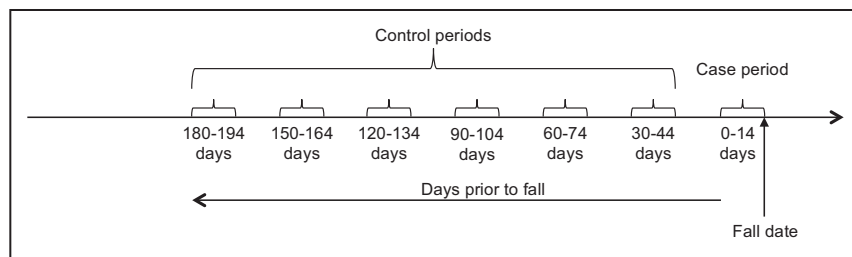 Control periods
Case period
180-194 150-164 120-134 90-104 60-74 30-44 0-14
days days days days days days days
Days prior to fall
Fall date